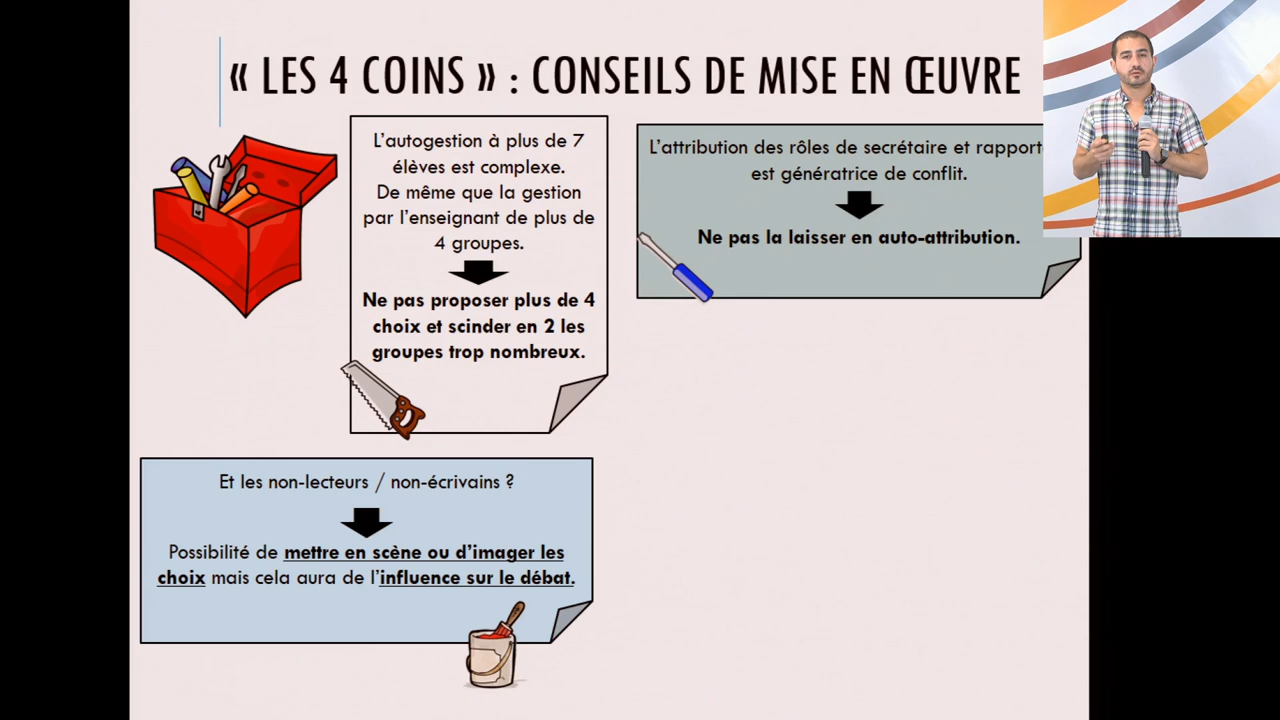 « LES 4 COINS » : CONSEILS DE MISE EN ŒUVRE
L'autogestion à plus de 7
élèves est complexe.
De même que la gestion
par l'enseignant de plus de
4 groupes.
Ne pas proposer plus de 4
choix et scinder en 2 les
groupes trop nombreux.
L'attribution des rôles de secrétaire et
est génératrice de conflit.
Ne pas la laisser en auto-attribution.
Et les non-lecteurs / non-écrivains ?
Possibilité de mettre en scène ou d'imager les
choix mais cela aura de l'influence sur le débat.